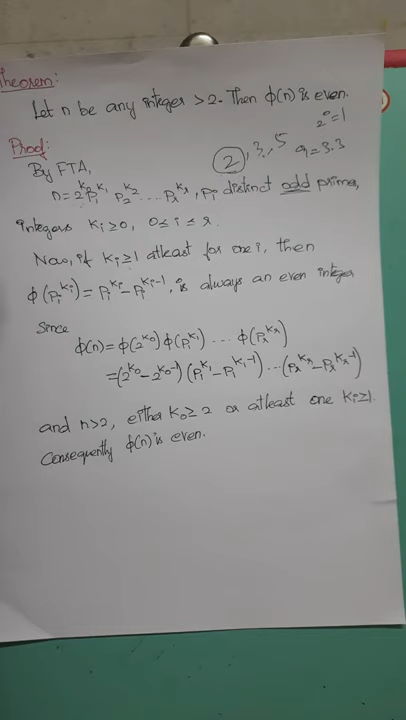 Theorem:
Let n be any integer > 2. Then φ(n) is even.
2⁰=1
Proof:
② , 3, 5
9=3.3
By FTA,
n=2^{k₀} p₁^{k₁} p₂^{k₂} .... p_r^{k_r}, pᵢ distinct odd primes,
integers kᵢ≥0, 0≤i≤r.
Now, if kᵢ≥1 atleast for one i, then
φ(pᵢ^{kᵢ}) = pᵢ^{kᵢ} - pᵢ^{kᵢ-1}, is always an even integer
Since
φ(n) = φ(2^{k₀}) φ(p₁^{k₁}) ... φ(p_r^{k_r})
=(2^{k₀} - 2^{k₀-1}) (p₁^{k₁} - p₁^{k₁-1}) ... (p_r^{k_r} - p_r^{k_r-1})
and n>2, either k₀≥2 or atleast one kᵢ≥1.
Consequently φ(n) is even.